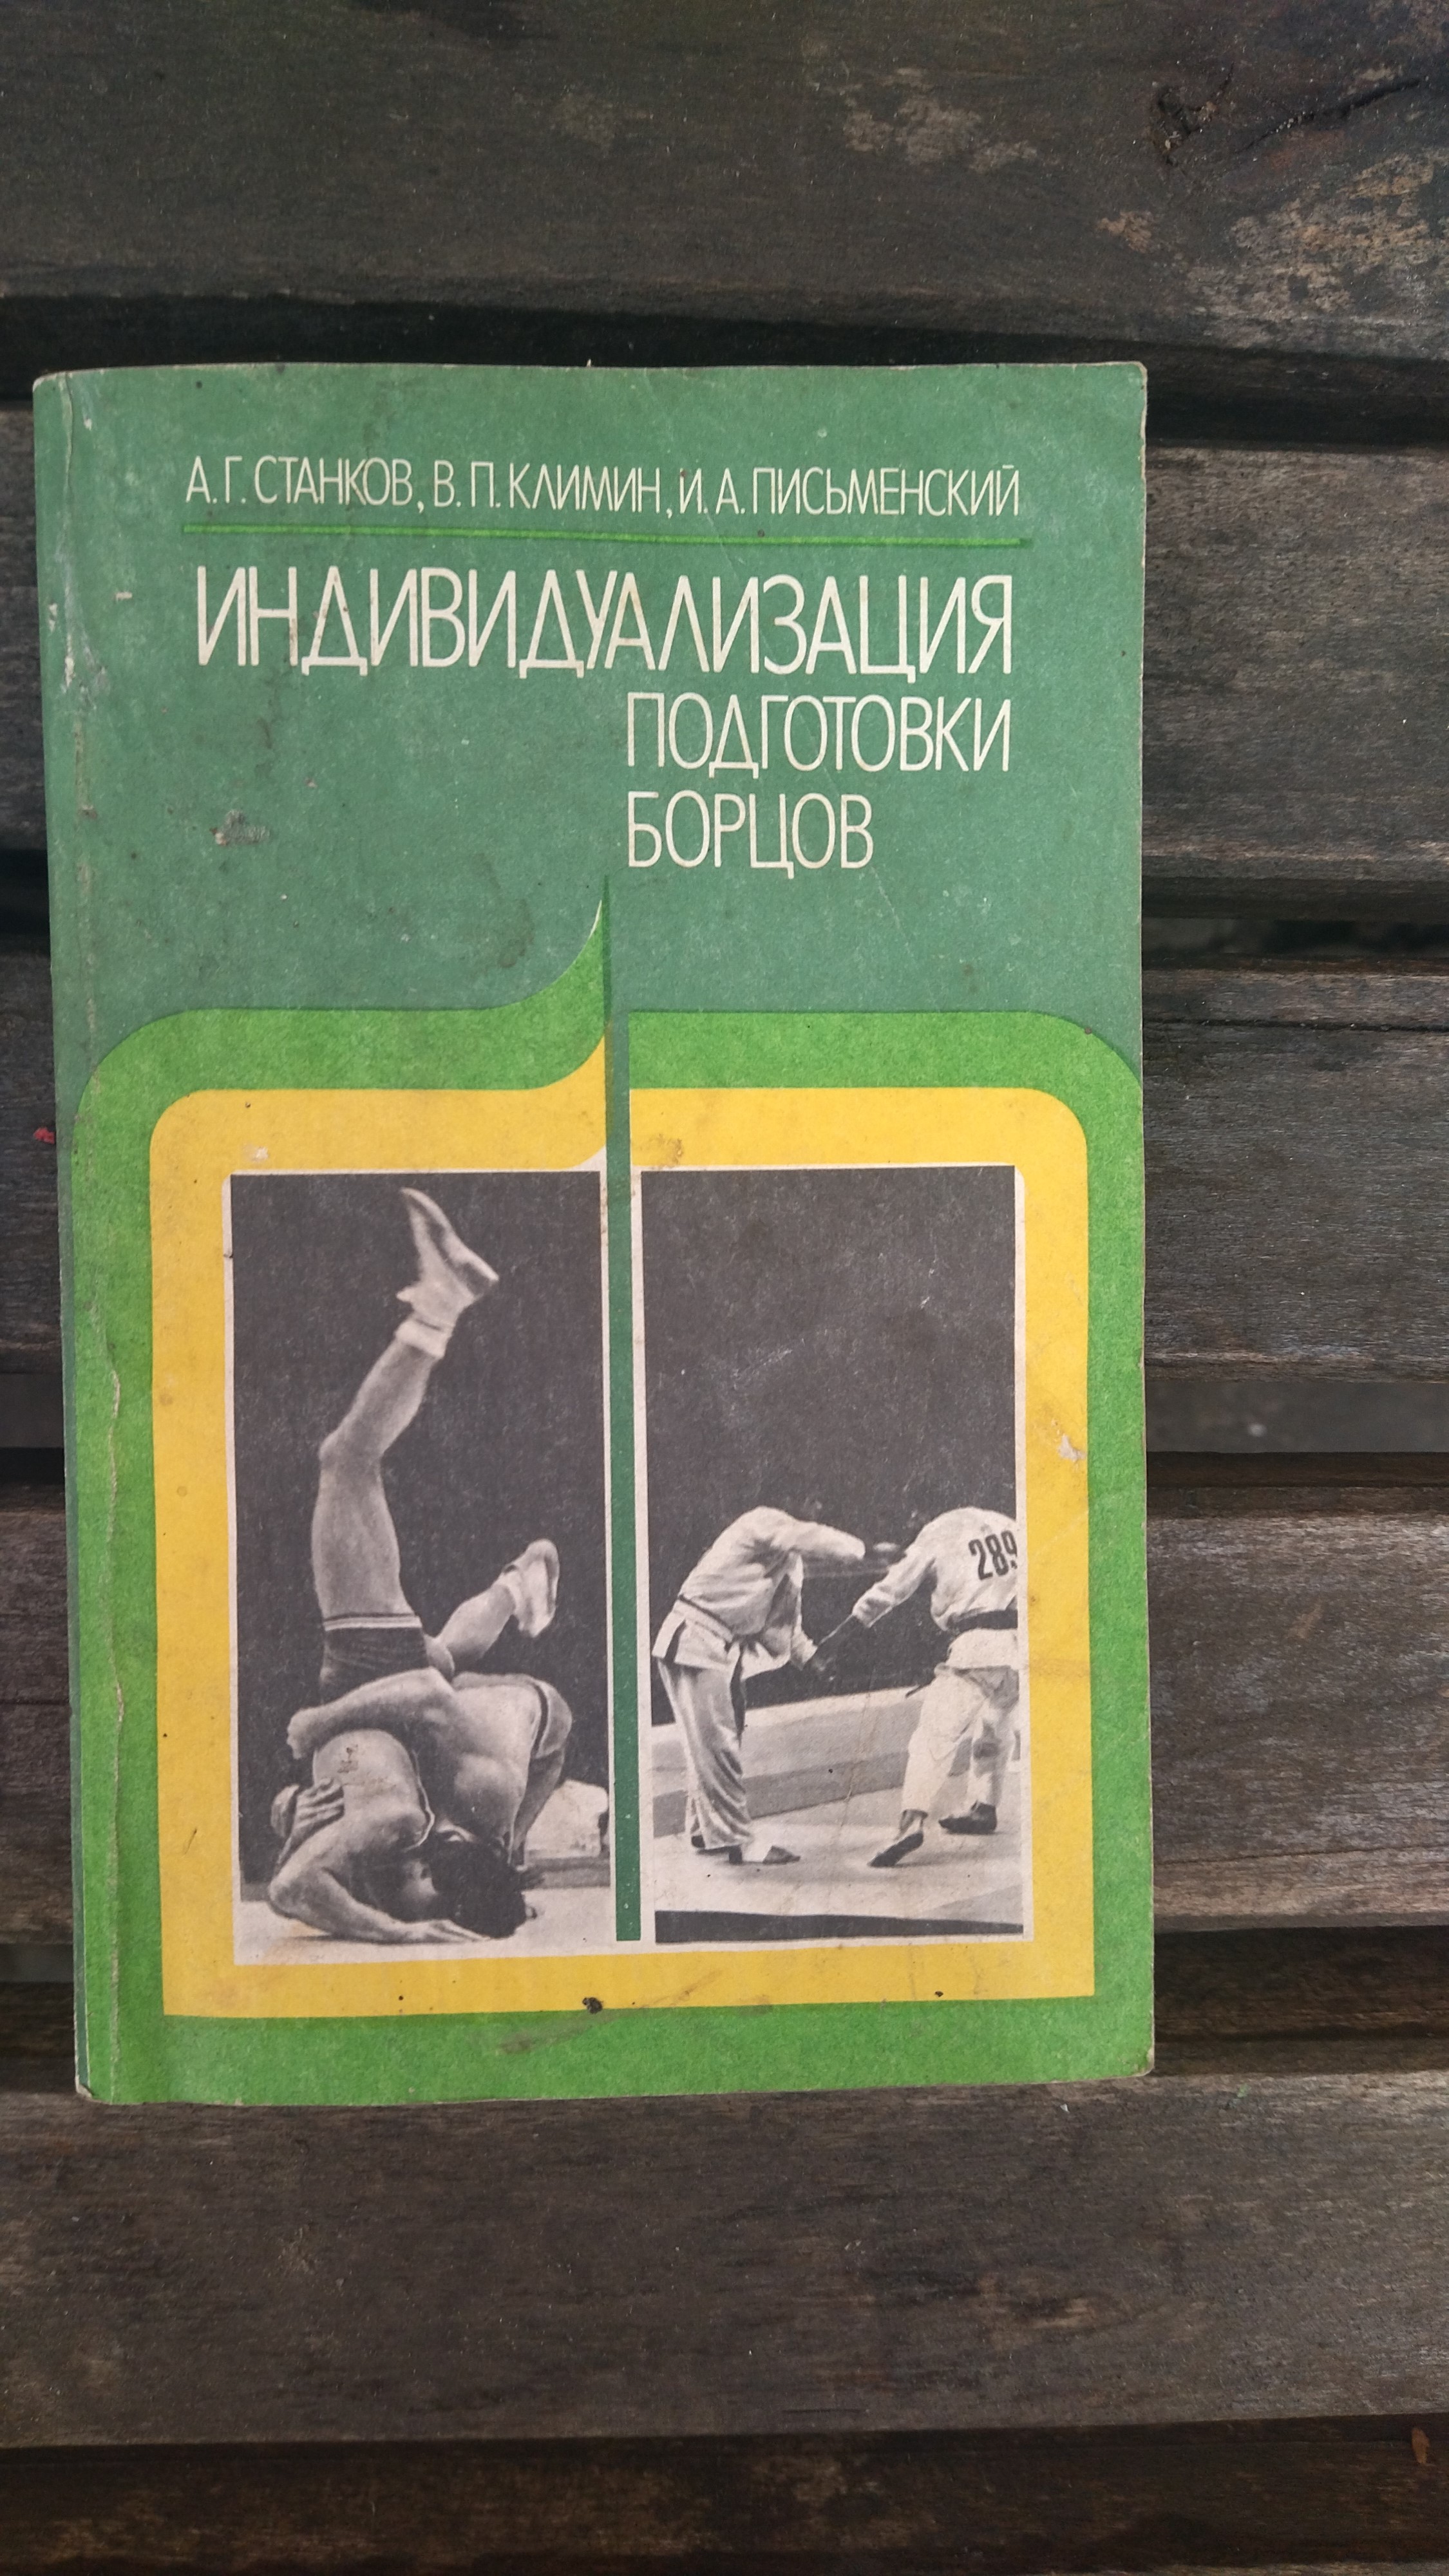 А.Г. СТАНКОВ, В.П. КЛИМИН, И.А. ПИСЬМЕНСКИЙ
ИНДИВИДУАЛИЗАЦИЯ
ПОДГОТОВКИ
БОРЦОВ
289